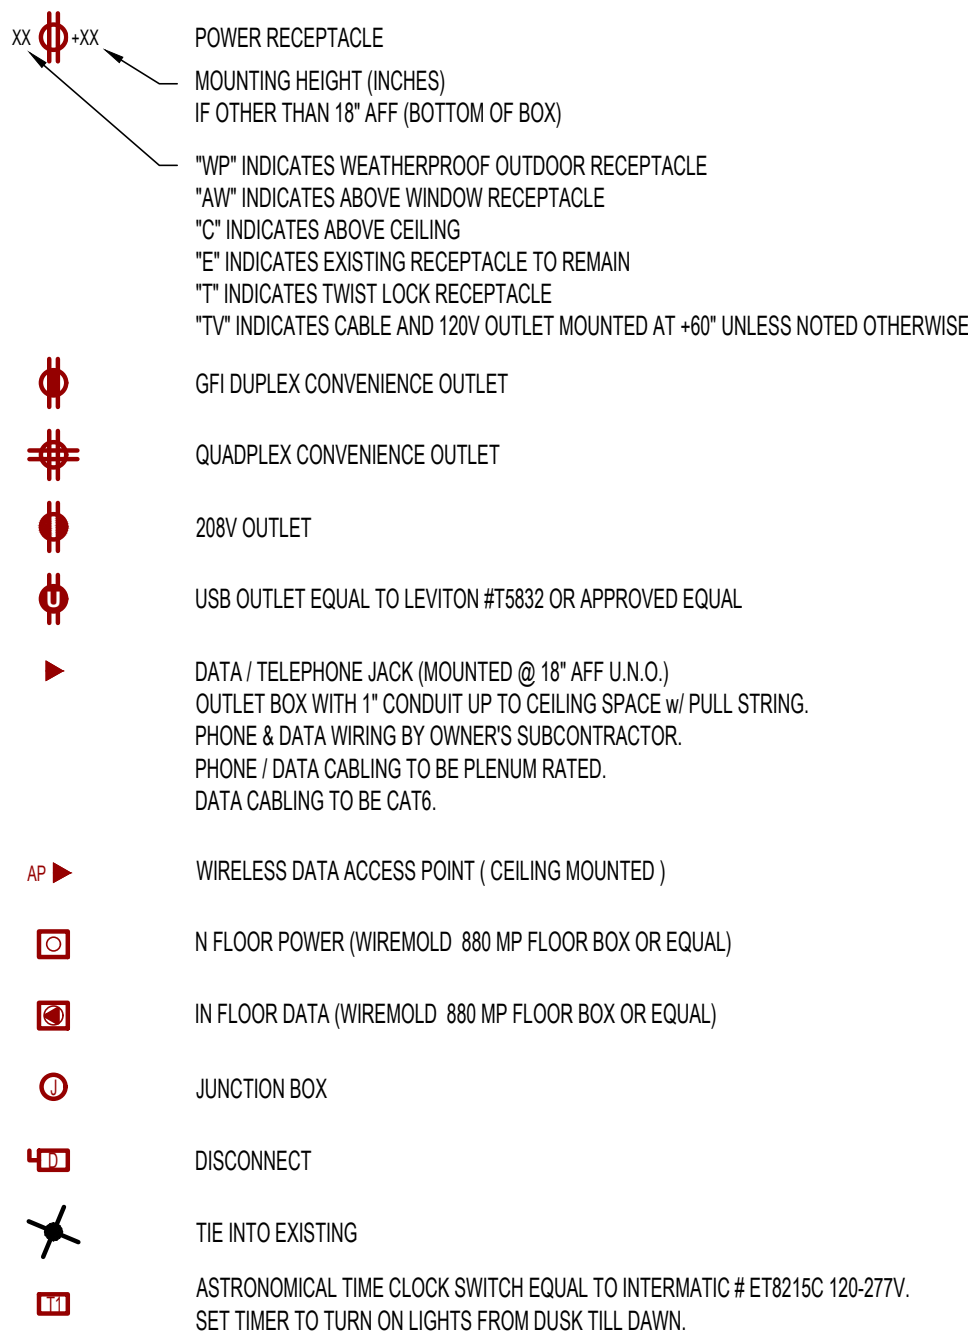 XX +XX POWER RECEPTACLE
MOUNTING HEIGHT (INCHES)
IF OTHER THAN 18" AFF (BOTTOM OF BOX)
"WP" INDICATES WEATHERPROOF OUTDOOR RECEPTACLE
"AW" INDICATES ABOVE WINDOW RECEPTACLE
"C" INDICATES ABOVE CEILING
"E" INDICATES EXISTING RECEPTACLE TO REMAIN
"T" INDICATES TWIST LOCK RECEPTACLE
"TV" INDICATES CABLE AND 120V OUTLET MOUNTED AT +60" UNLESS NOTED OTHERWISE
GFI DUPLEX CONVENIENCE OUTLET
QUADPLEX CONVENIENCE OUTLET
208V OUTLET
U USB OUTLET EQUAL TO LEVITON #T5832 OR APPROVED EQUAL
DATA / TELEPHONE JACK (MOUNTED @ 18" AFF U.N.O.)
OUTLET BOX WITH 1" CONDUIT UP TO CEILING SPACE w/ PULL STRING.
PHONE & DATA WIRING BY OWNER'S SUBCONTRACTOR.
PHONE / DATA CABLING TO BE PLENUM RATED.
DATA CABLING TO BE CAT6.
AP WIRELESS DATA ACCESS POINT ( CEILING MOUNTED )
N FLOOR POWER (WIREMOLD 880 MP FLOOR BOX OR EQUAL)
IN FLOOR DATA (WIREMOLD 880 MP FLOOR BOX OR EQUAL)
J JUNCTION BOX
D DISCONNECT
TIE INTO EXISTING
T1 ASTRONOMICAL TIME CLOCK SWITCH EQUAL TO INTERMATIC # ET8215C 120-277V.
SET TIMER TO TURN ON LIGHTS FROM DUSK TILL DAWN.